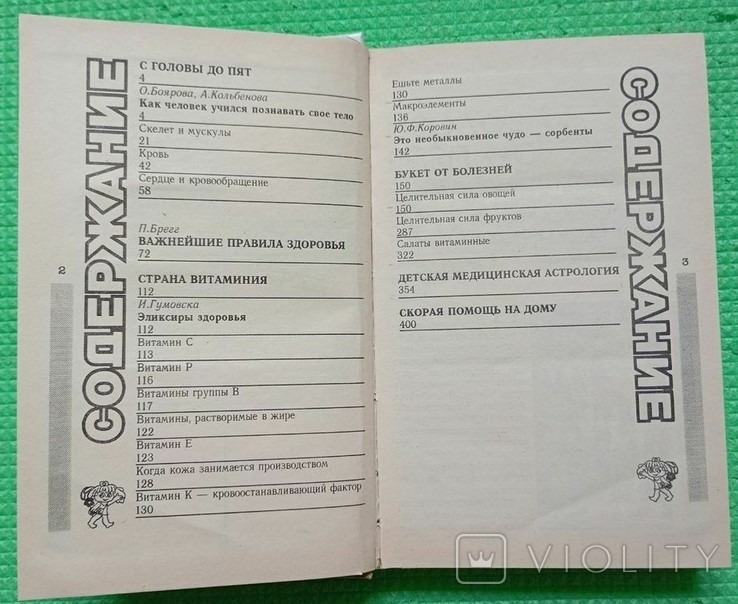 СОДЕРЖАНИЕ
2
С ГОЛОВЫ ДО ПЯТ
4
О.Боярова, А.Кольбенова
Как человек учился познавать свое тело
4
Скелет и мускулы
21
Кровь
42
Сердце и кровообращение
58
П.Брегг
ВАЖНЕЙШИЕ ПРАВИЛА ЗДОРОВЬЯ
72
СТРАНА ВИТАМИНИЯ
112
И.Гумовска
Эликсиры здоровья
112
Витамин С
113
Витамин Р
116
Витамины группы В
117
Витамины, растворимые в жире
122
Витамин Е
123
Когда кожа занимается производством
128
Витамин К — кровоостанавливающий фактор
130
Ешьте металлы
130
Макроэлементы
136
Ю.Ф.Коровин
Это необыкновенное чудо — сорбенты
142
БУКЕТ ОТ БОЛЕЗНЕЙ
150
Целительная сила овощей
150
Целительная сила фруктов
287
Салаты витаминные
322
ДЕТСКАЯ МЕДИЦИНСКАЯ АСТРОЛОГИЯ
354
СКОРАЯ ПОМОЩЬ НА ДОМУ
400
СОДЕРЖАНИЕ
3
VIOLITY